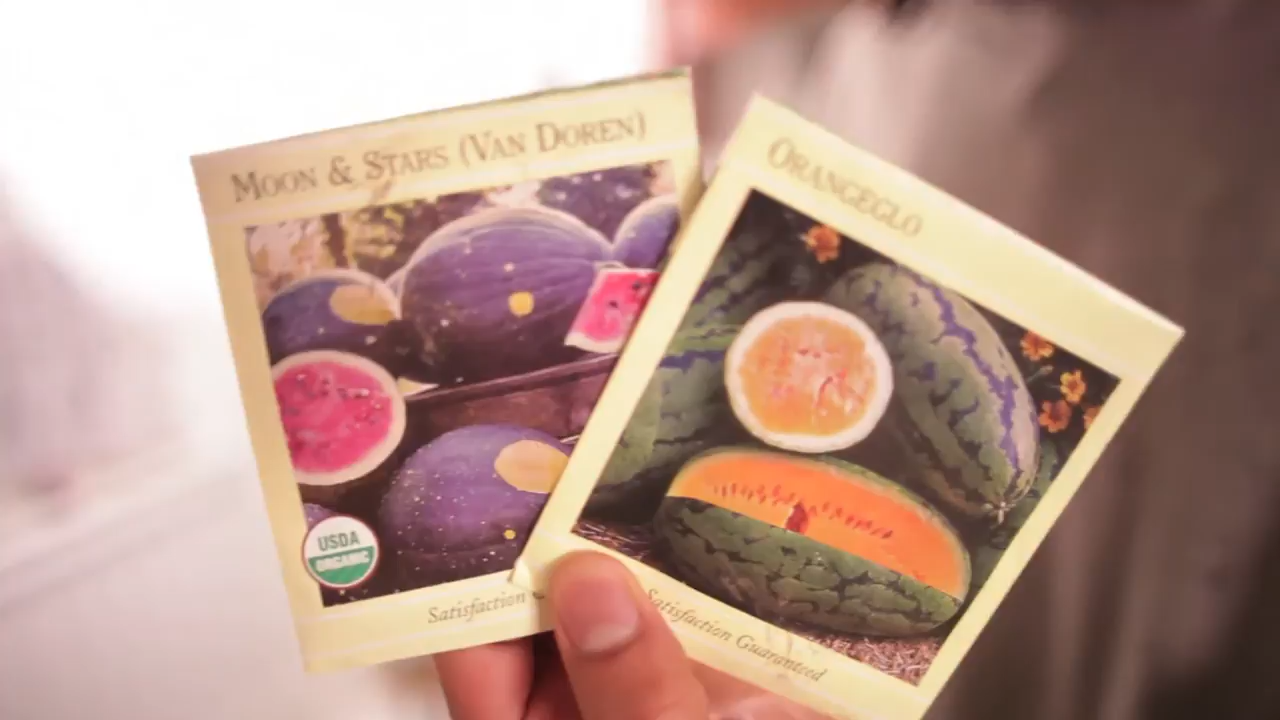 MOON & STARS (VAN DOREN)
USDA
ORGANIC
Satisfaction
ORANGEGLO
Satisfaction Guaranteed